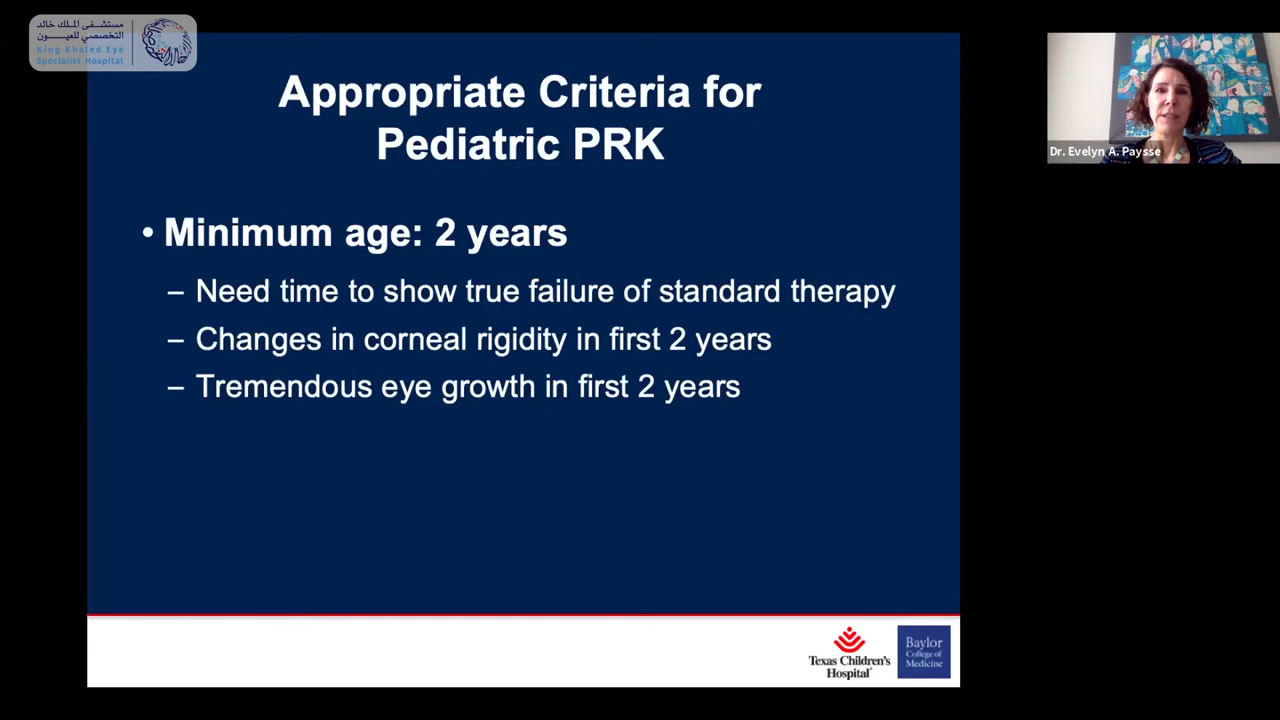 مستشفى الملك خالد
التخصصي للعيون
King Khaled Eye
Specialist Hospital
Appropriate Criteria for
Pediatric PRK
Dr. Evelyn A. Paysse
• Minimum age: 2 years
– Need time to show true failure of standard therapy
– Changes in corneal rigidity in first 2 years
– Tremendous eye growth in first 2 years
Texas Children's
Hospital
Baylor
College of
Medicine